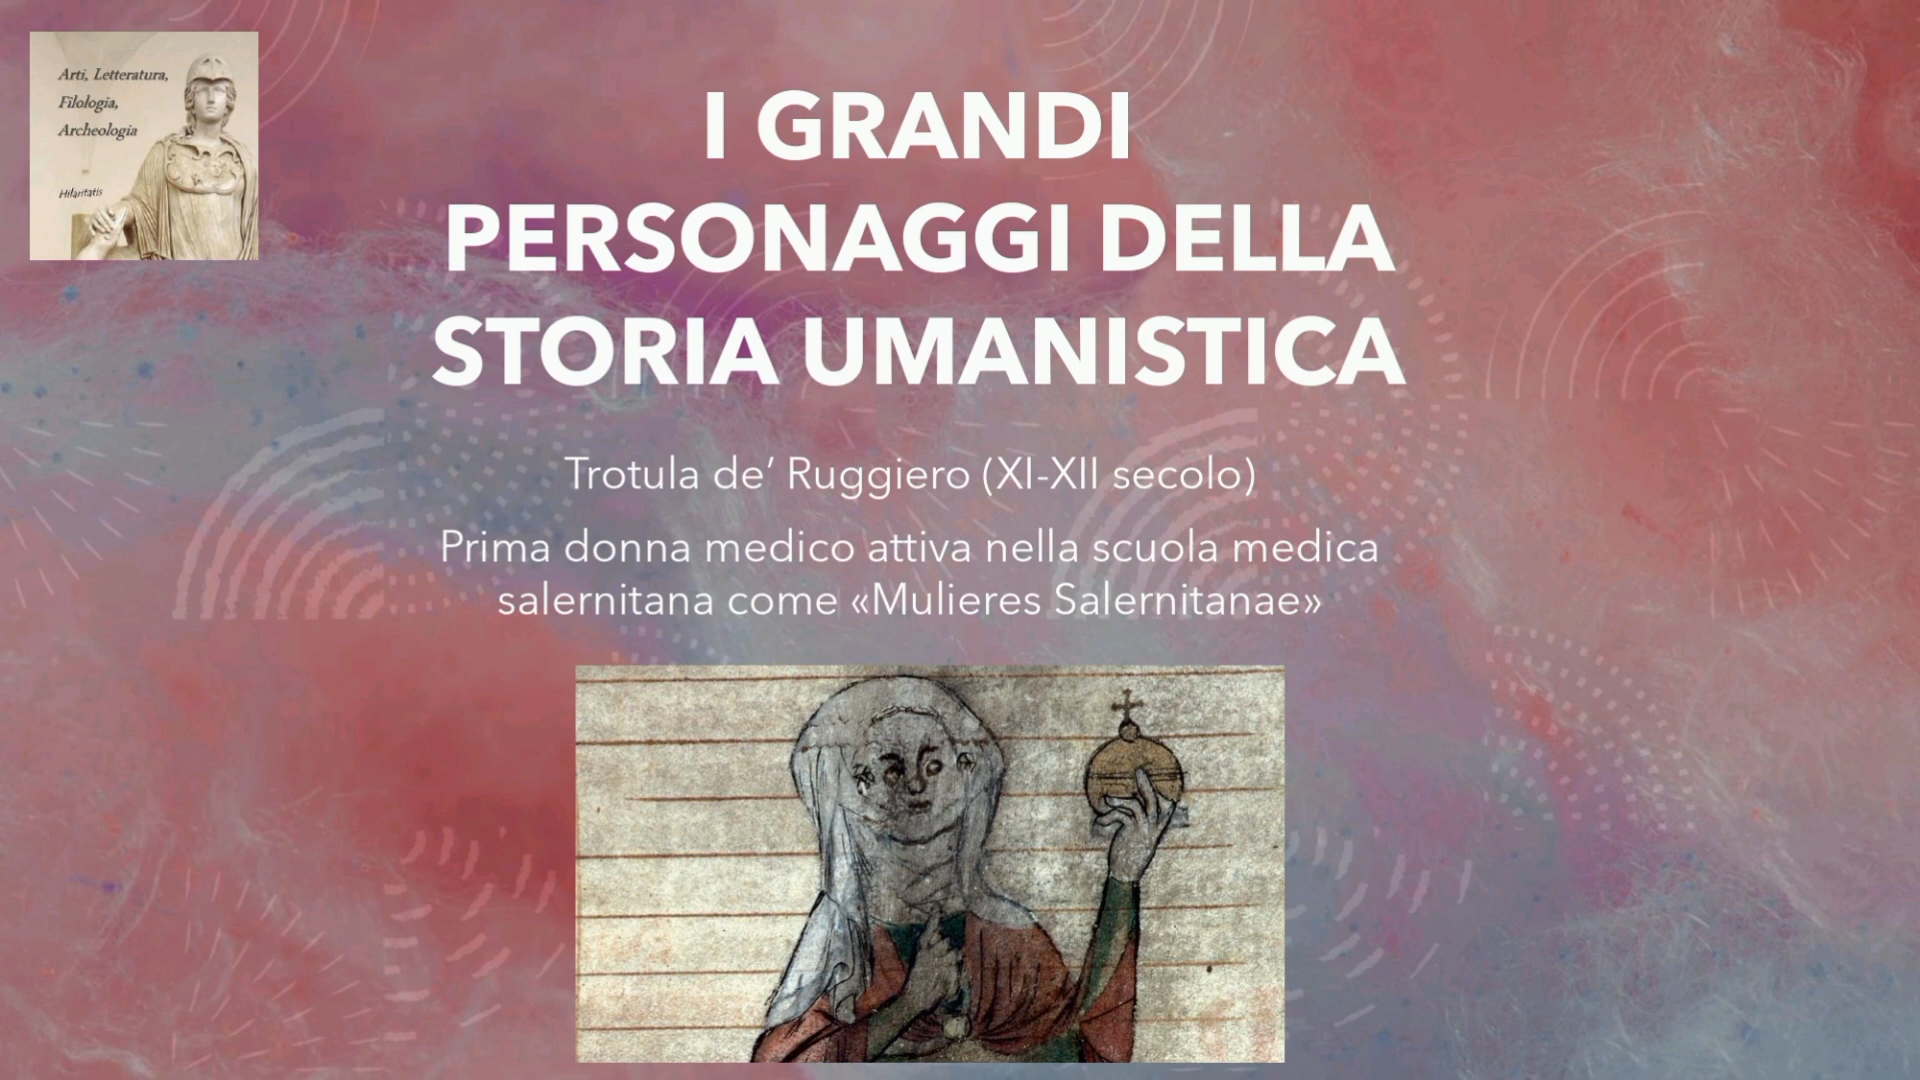 Arti, Letteratura,
Filologia,
Archeologia
Hilaritatis
I GRANDI
PERSONAGGI DELLA
STORIA UMANISTICA
Trotula de’ Ruggiero (XI-XII secolo)
Prima donna medico attiva nella scuola medica
salernitana come «Mulieres Salernitanae»